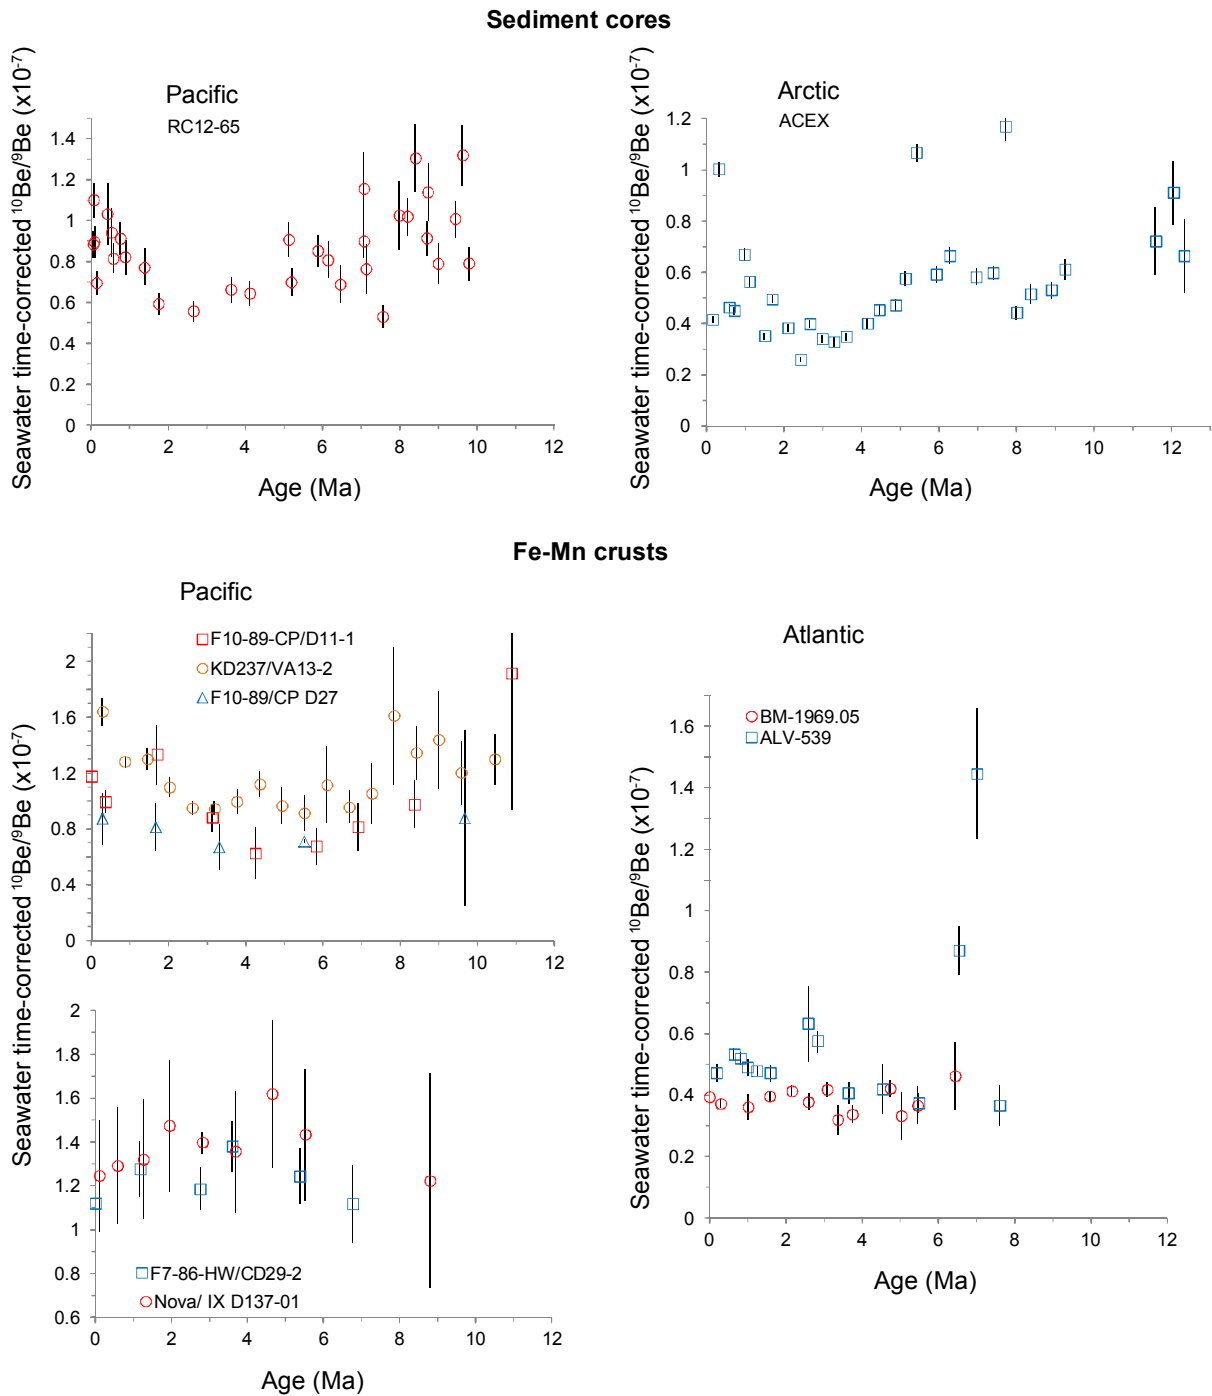 Sediment cores
Seawater time-corrected ¹⁰Be/⁹Be (x10⁻⁷)
Pacific
RC12-65
1.4
1.2
1
0.8
0.6
0.4
0.2
0
0 2 4 6 8 10 12
Age (Ma)
Seawater time-corrected ¹⁰Be/⁹Be (x10⁻⁷)
Arctic
ACEX
1.2
1
0.8
0.6
0.4
0.2
0
0 2 4 6 8 10 12
Age (Ma)
Fe-Mn crusts
Pacific
Seawater time-corrected ¹⁰Be/⁹Be (x10⁻⁷)
F10-89-CP/D11-1
KD237/VA13-2
F10-89/CP D27
2
1.6
1.2
0.8
0.4
0
0 2 4 6 8 10 12
2
1.8
1.6
1.4
1.2
1
0.8
0.6
F7-86-HW/CD29-2
Nova/ IX D137-01
0 2 4 6 8 10 12
Age (Ma)
Atlantic
Seawater time-corrected ¹⁰Be/⁹Be (x10⁻⁷)
BM-1969.05
ALV-539
1.6
1.4
1.2
1
0.8
0.6
0.4
0.2
0
0 2 4 6 8 10 12
Age (Ma)